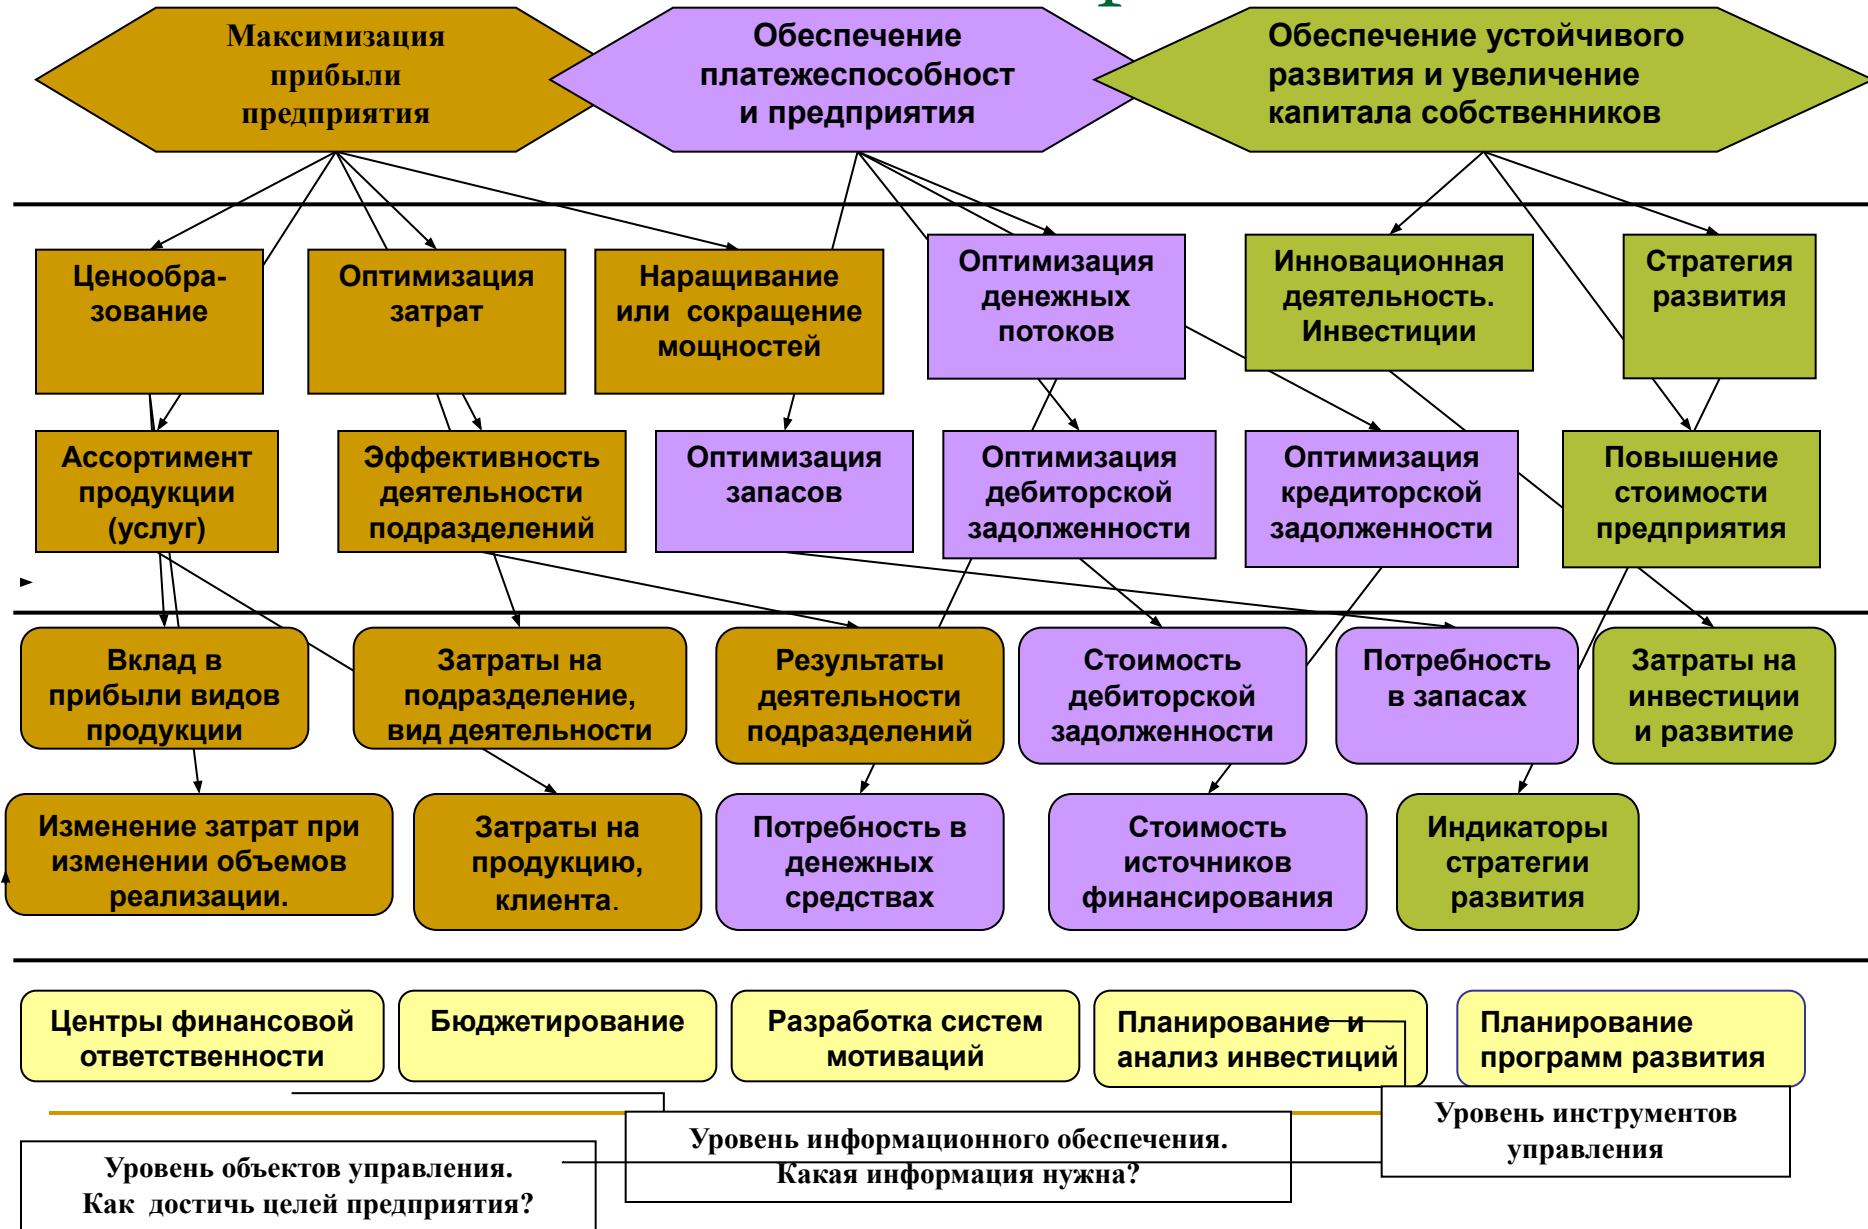 Максимизация
прибыли
предприятия
Обеспечение
платежеспособност
и предприятия
Обеспечение устойчивого
развития и увеличение
капитала собственников
Ценообра-
зование
Оптимизация
затрат
Наращивание
или сокращение
мощностей
Оптимизация
денежных
потоков
Инновационная
деятельность.
Инвестиции
Стратегия
развития
Ассортимент
продукции
(услуг)
Эффективность
деятельности
подразделений
Оптимизация
запасов
Оптимизация
дебиторской
задолженности
Оптимизация
кредиторской
задолженности
Повышение
стоимости
предприятия
Вклад в
прибыли видов
продукции
Затраты на
подразделение,
вид деятельности
Результаты
деятельности
подразделений
Стоимость
дебиторской
задолженности
Потребность
в запасах
Затраты на
инвестиции
и развитие
Изменение затрат при
изменении объемов
реализации.
Затраты на
продукцию,
клиента.
Потребность в
денежных
средствах
Стоимость
источников
финансирования
Индикаторы
стратегии
развития
Центры финансовой
ответственности
Бюджетирование
Разработка систем
мотиваций
Планирование и
анализ инвестиций
Планирование
программ развития
Уровень объектов управления.
Как достичь целей предприятия?
Уровень информационного обеспечения.
Какая информация нужна?
Уровень инструментов
управления